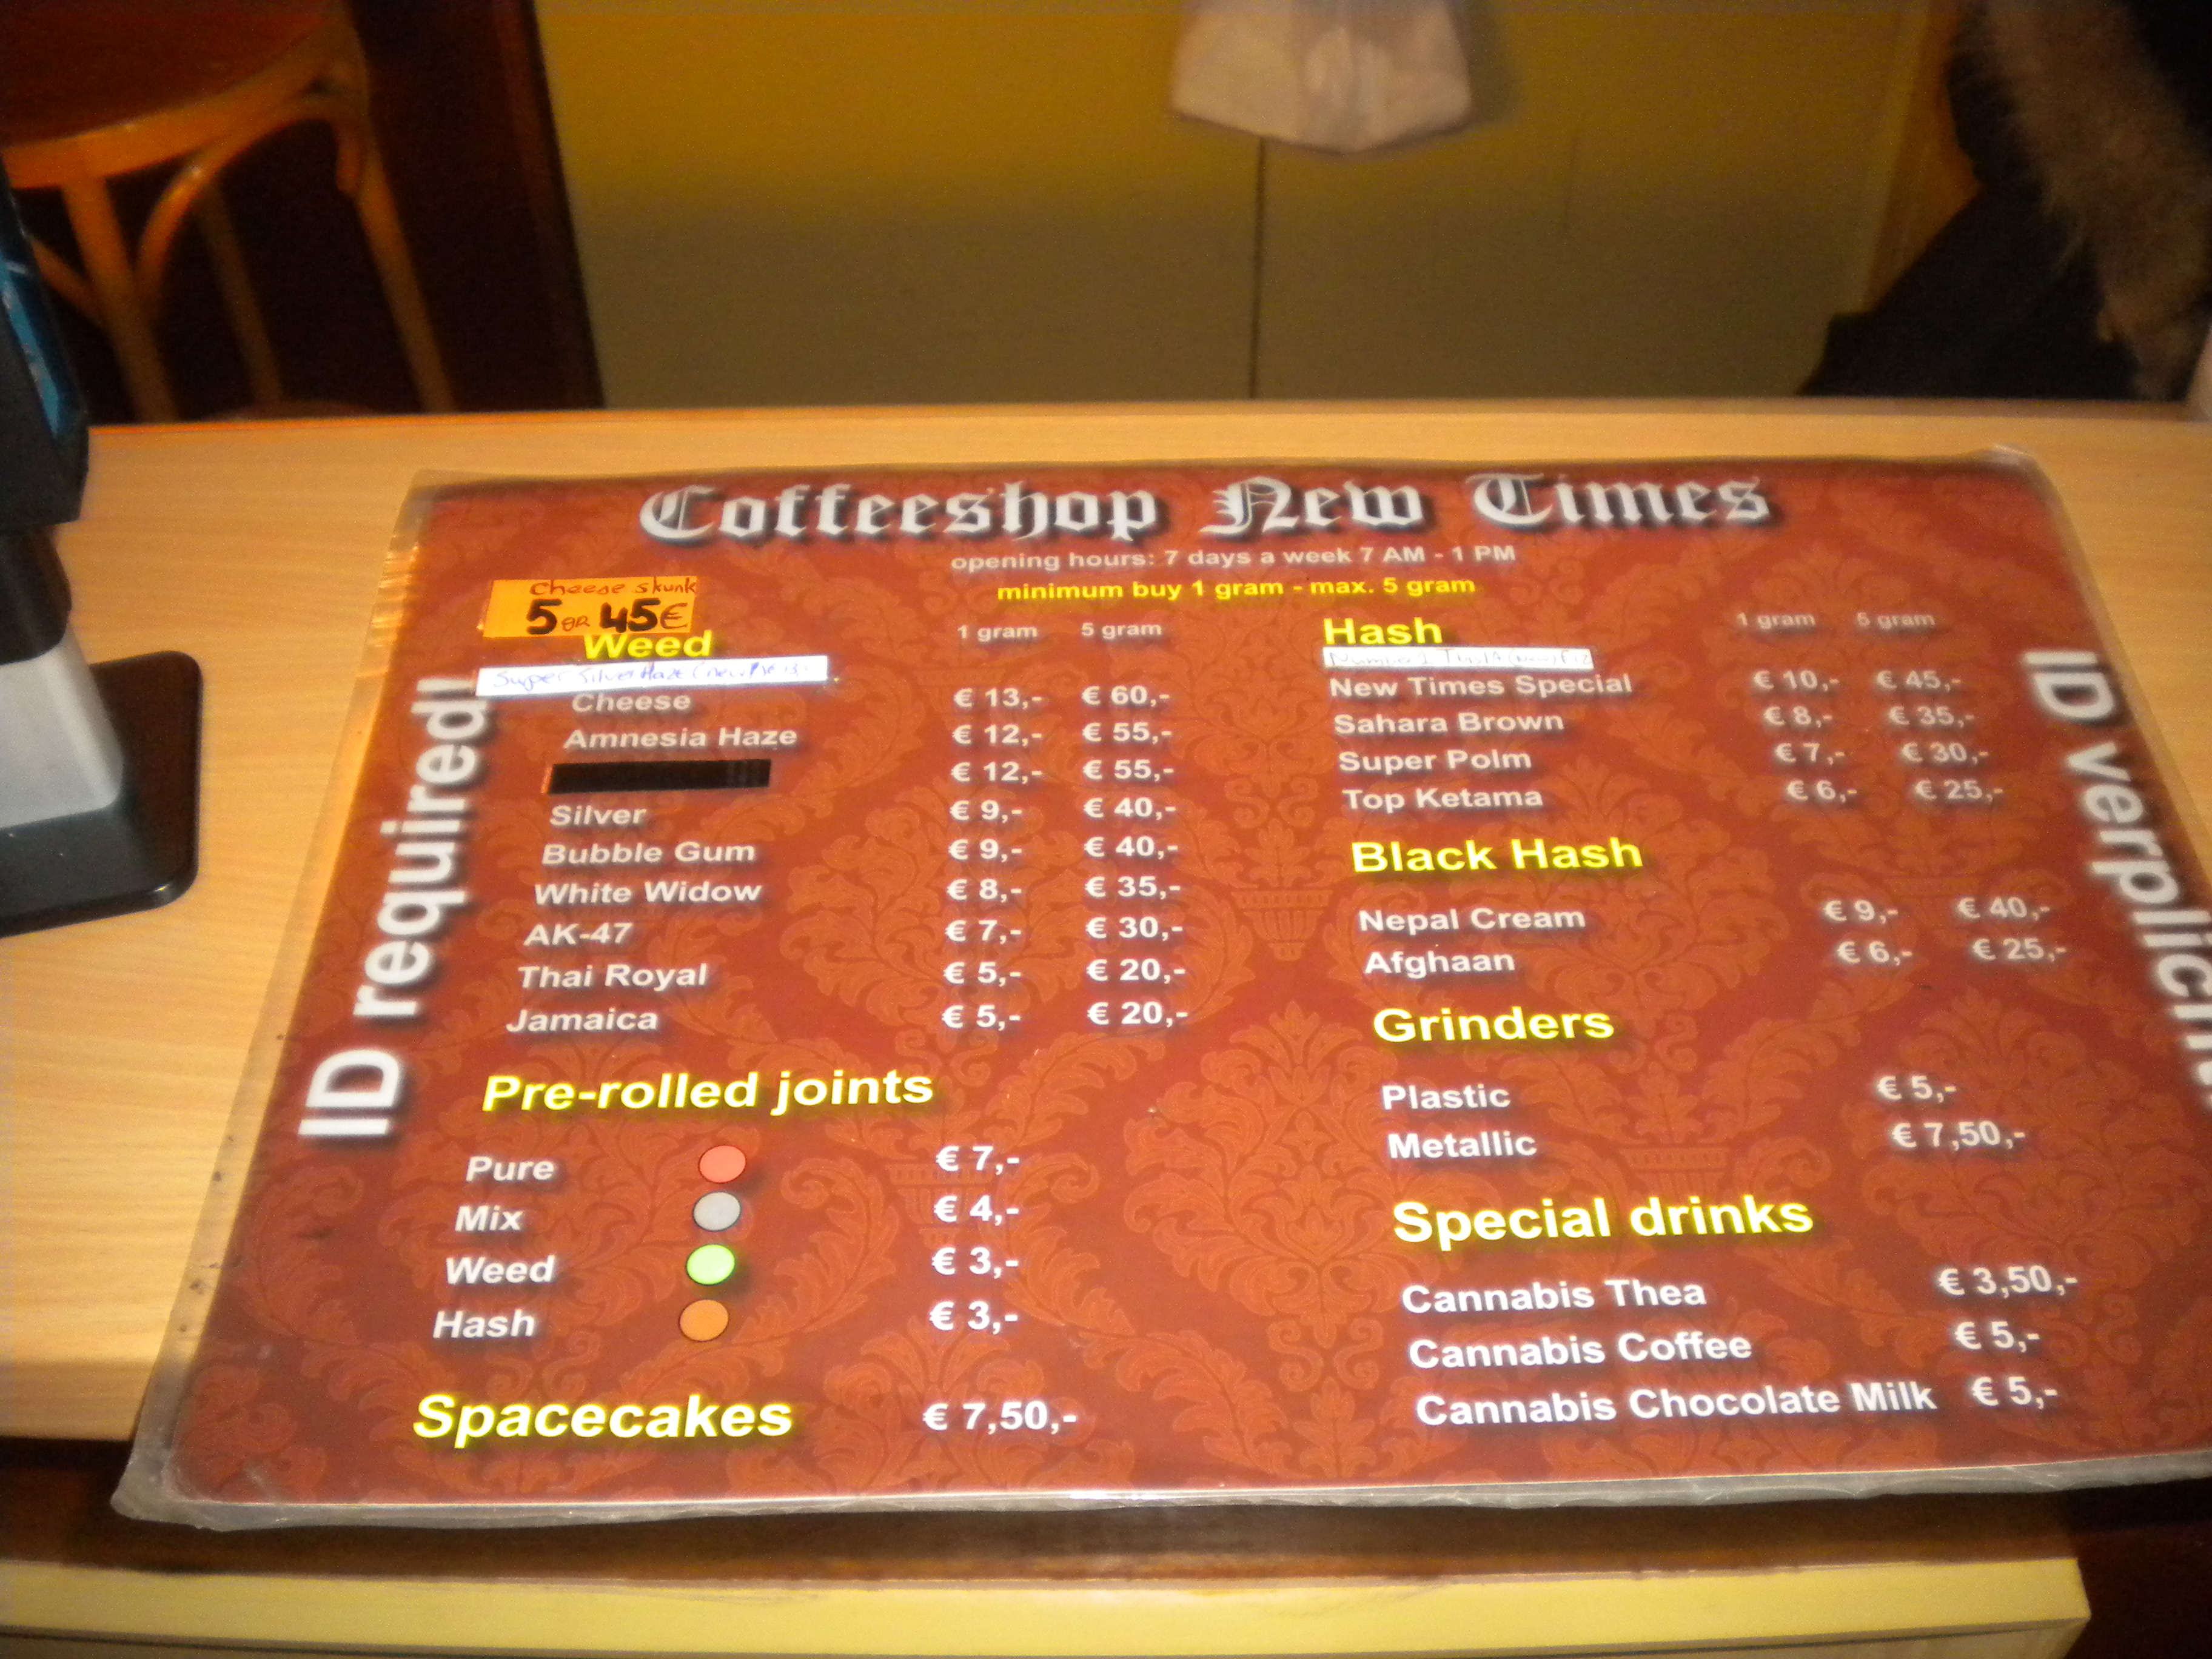 Coffeeshop New Times
opening hours: 7 days a week 7 AM - 1 PM
minimum buy 1 gram - max. 5 gram
ID required!
Cheese skunk
5 GR 45€
Weed 1 gram 5 gram
Super Silver Haze
Cheese € 13,- € 60,-
Amnesia Haze € 12,- € 55,-
€ 12,- € 55,-
Silver € 9,- € 40,-
Bubble Gum € 9,- € 40,-
White Widow € 8,- € 35,-
AK-47 € 7,- € 30,-
Thai Royal € 5,- € 20,-
Jamaica € 5,- € 20,-
Pre-rolled joints
Pure € 7,-
Mix € 4,-
Weed € 3,-
Hash € 3,-
Spacecakes € 7,50,-
Hash 1 gram 5 gram
New Times Special € 10,- € 45,-
Sahara Brown € 8,- € 35,-
Super Polm € 7,- € 30,-
Top Ketama € 6,- € 25,-
Black Hash
Nepal Cream € 9,- € 40,-
Afghaan € 6,- € 25,-
Grinders
Plastic € 5,-
Metallic € 7,50,-
Special drinks
Cannabis Thea € 3,50,-
Cannabis Coffee € 5,-
Cannabis Chocolate Milk € 5,-
ID verplicht